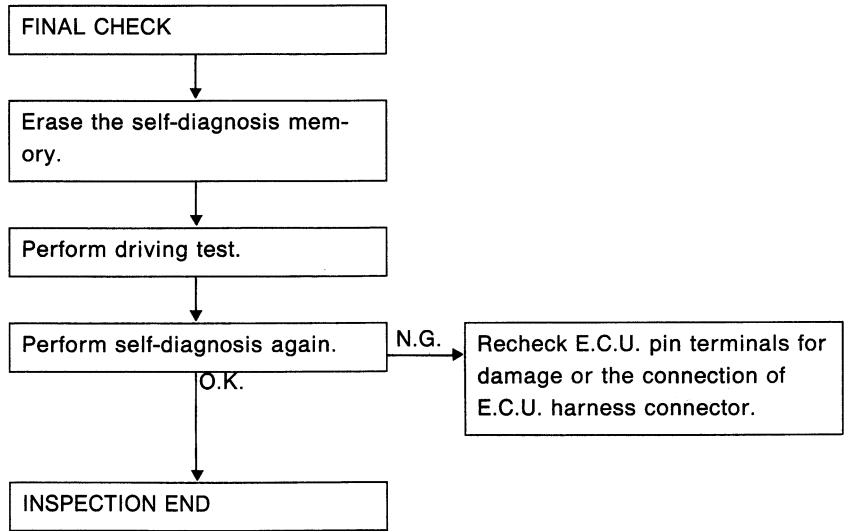 FINAL CHECK
Erase the self-diagnosis mem-
ory.
Perform driving test.
Perform self-diagnosis again.
N.G.
Recheck E.C.U. pin terminals for
damage or the connection of
E.C.U. harness connector.
O.K.
INSPECTION END